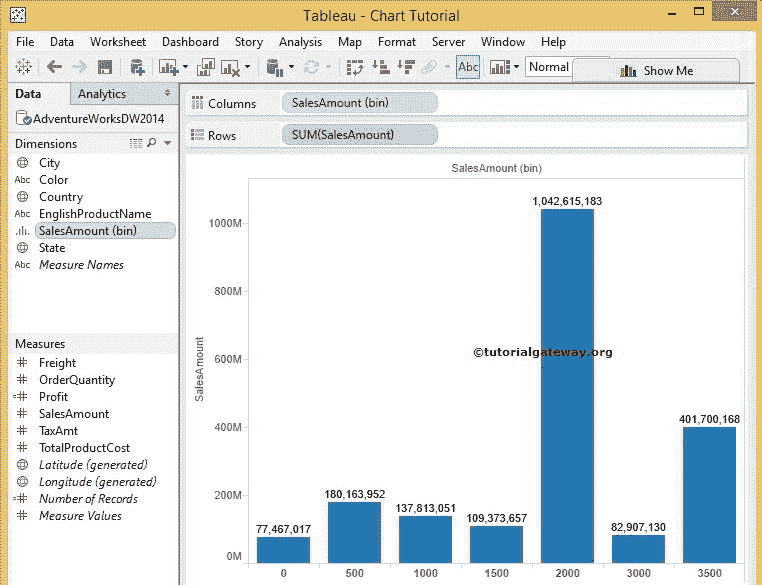 Tableau - Chart Tutorial
File Data Worksheet Dashboard Story Analysis Map Format Server Window Help
Abc Normal Show Me
Data Analytics
AdventureWorksDW2014
Dimensions
City
Abc Color
Country
Abc EnglishProductName
SalesAmount (bin)
State
Abc Measure Names
Measures
Freight
OrderQuantity
Profit
SalesAmount
TaxAmt
TotalProductCost
Latitude (generated)
Longitude (generated)
Number of Records
Measure Values
Columns SalesAmount (bin)
Rows SUM(SalesAmount)
SalesAmount (bin)
SalesAmount
1000M
800M
600M
400M
200M
0M
77,467,017
180,163,952
137,813,051
109,373,657
1,042,615,183
82,907,130
401,700,168
©tutorialgateway.org
0 500 1000 1500 2000 3000 3500